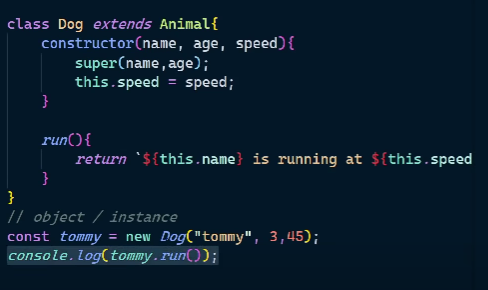 class Dog extends Animal{
    constructor(name, age, speed){
        super(name,age);
        this.speed = speed;
    }

    run(){
        return `${this.name} is running at ${this.speed
    }
}
// object / instance
const tommy = new Dog("tommy", 3,45);
console.log(tommy.run());